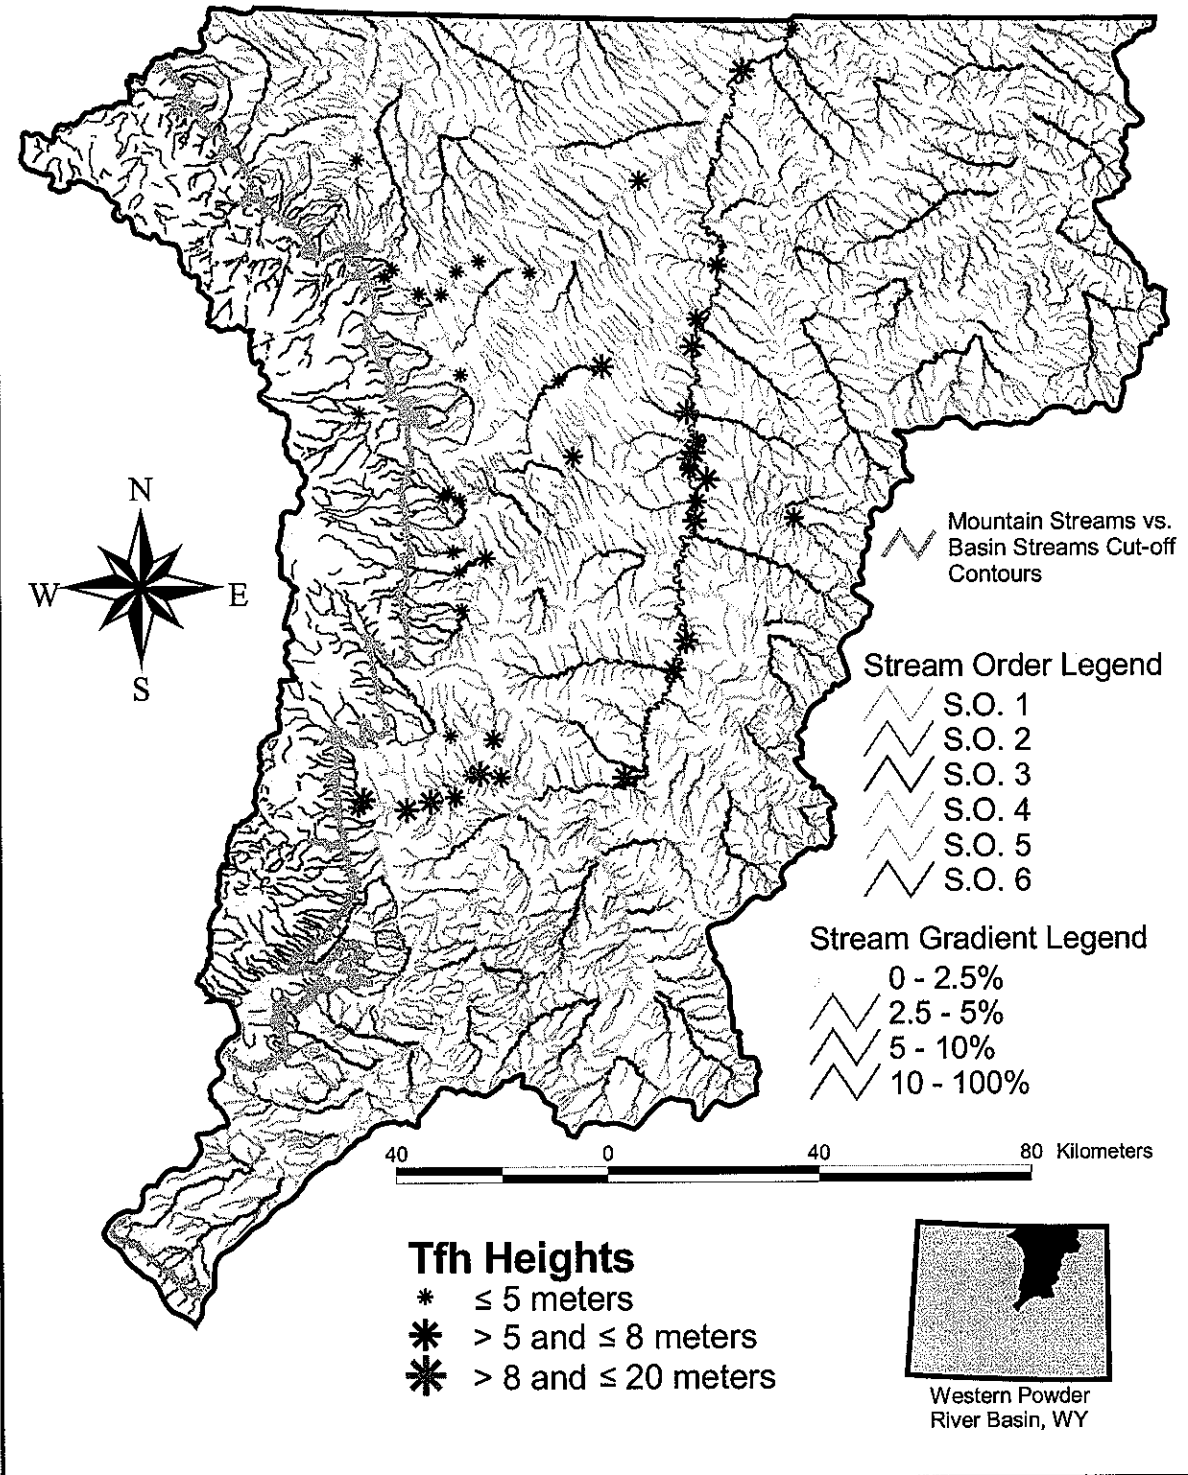 N
W
E
S
Mountain Streams vs.
Basin Streams Cut-off
Contours
Stream Order Legend
S.O. 1
S.O. 2
S.O. 3
S.O. 4
S.O. 5
S.O. 6
Stream Gradient Legend
0 - 2.5%
2.5 - 5%
5 - 10%
10 - 100%
40 0 40 80 Kilometers
Tfh Heights
≤ 5 meters
> 5 and ≤ 8 meters
> 8 and ≤ 20 meters
Western Powder
River Basin, WY